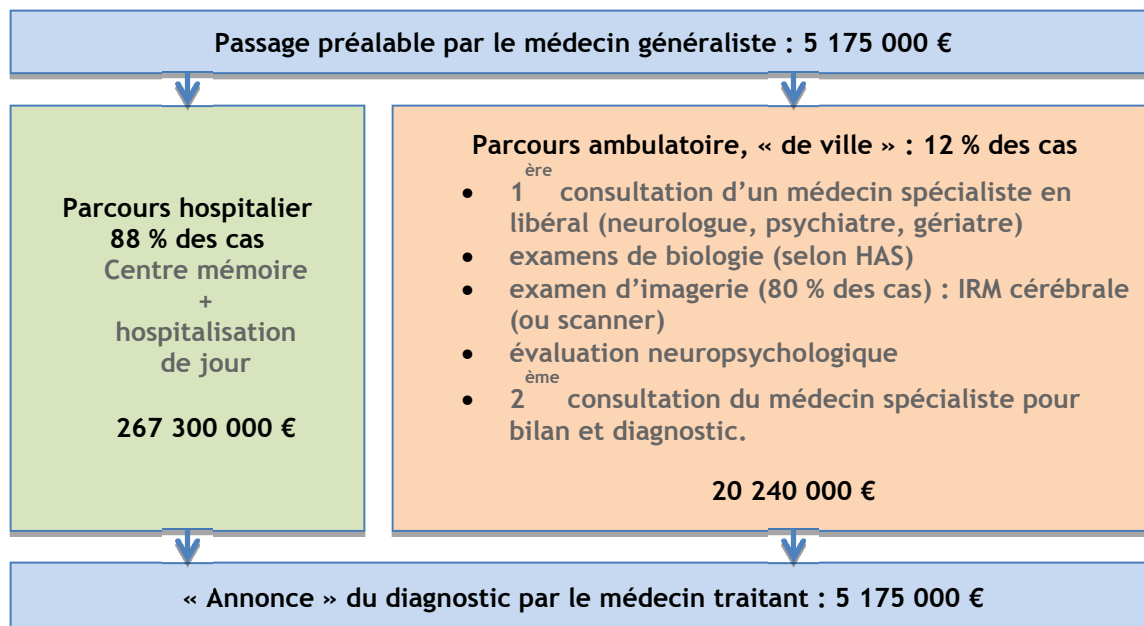 Passage préalable par le médecin généraliste : 5 175 000 €
Parcours hospitalier
88 % des cas
Centre mémoire
+
hospitalisation
de jour
267 300 000 €
Parcours ambulatoire, « de ville » : 12 % des cas
• 1ère consultation d’un médecin spécialiste en
libéral (neurologue, psychiatre, gériatre)
• examens de biologie (selon HAS)
• examen d’imagerie (80 % des cas) : IRM cérébrale
(ou scanner)
• évaluation neuropsychologique
• 2ème consultation du médecin spécialiste pour
bilan et diagnostic.
20 240 000 €
« Annonce » du diagnostic par le médecin traitant : 5 175 000 €